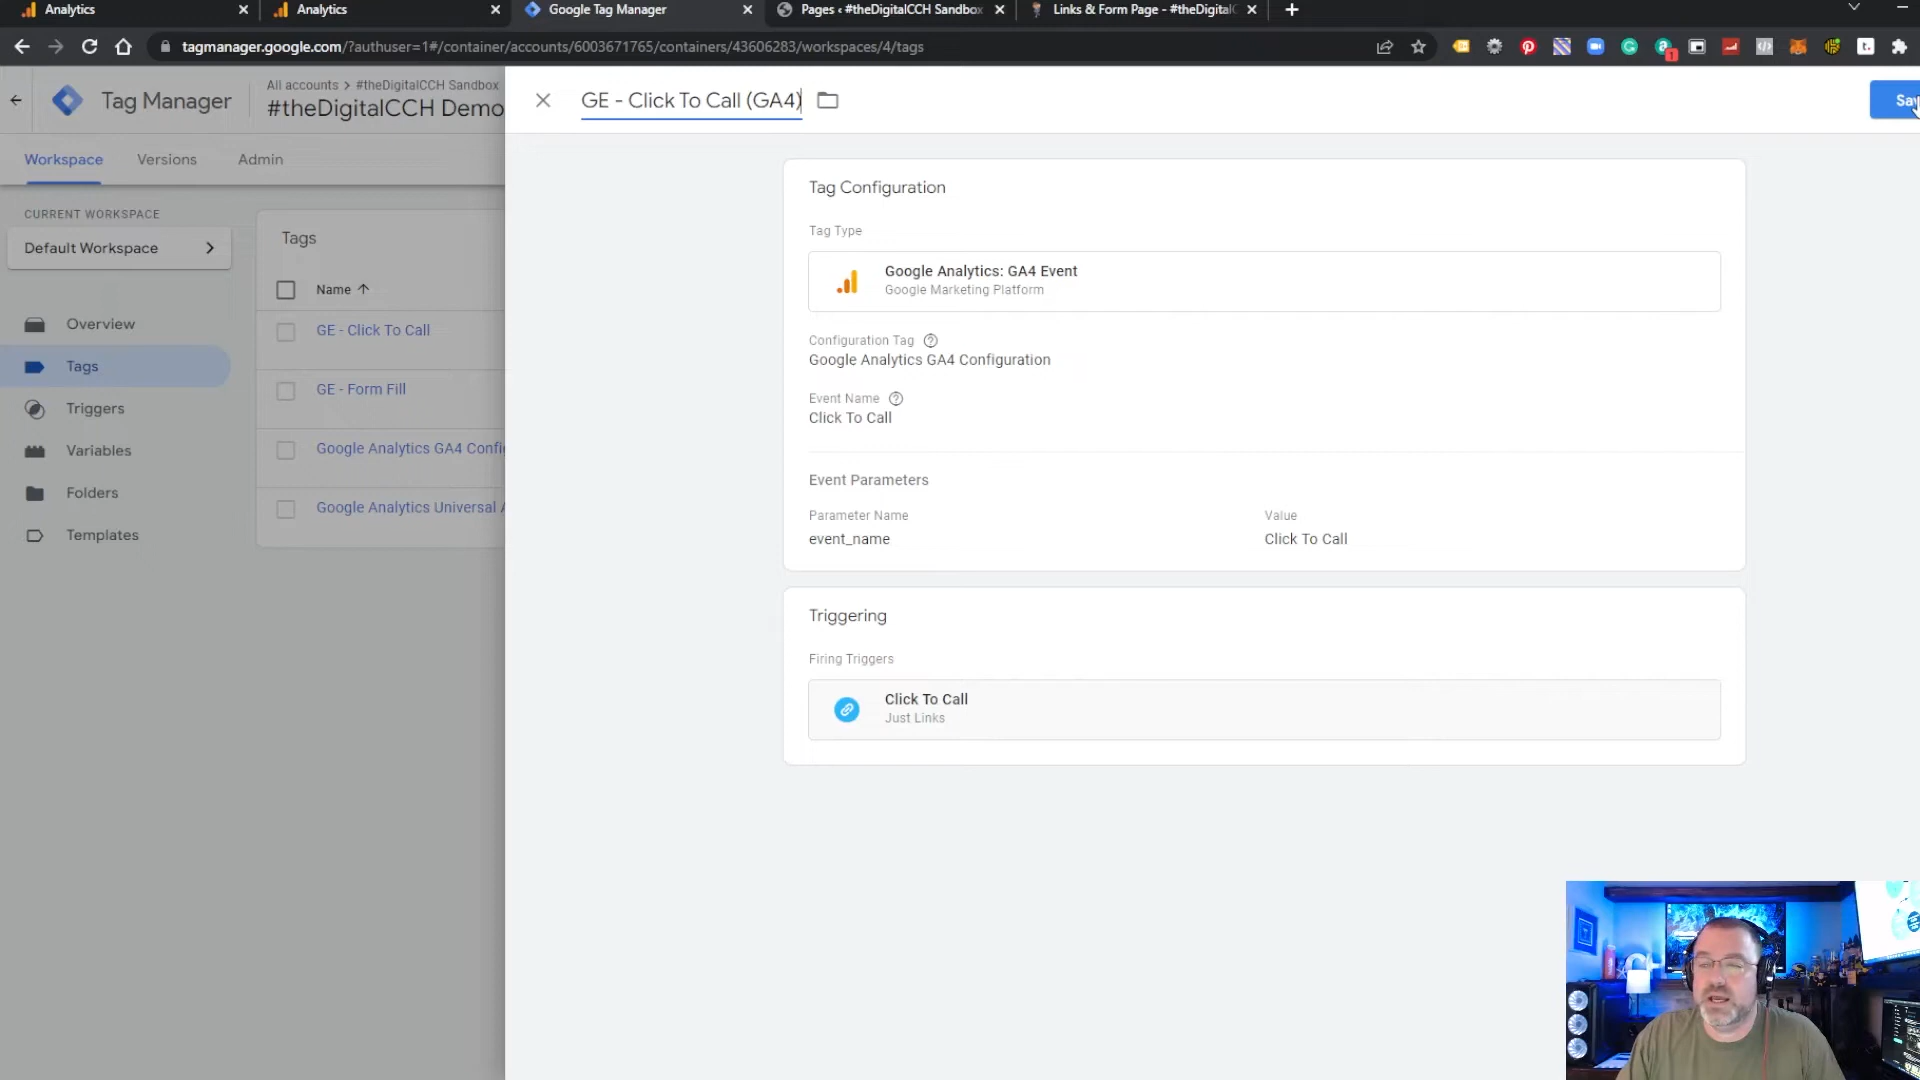 Analytics
Analytics
Google Tag Manager
Pages ‹ #theDigitalCCH Sandbox
Links & Form Page - #theDigital
tagmanager.google.com/?authuser=1#/container/accounts/6003671765/containers/43606283/workspaces/4/tags
1
t.
Tag Manager
All accounts > #theDigitalCCH Sandbox
#theDigitalCCH Demo
GE - Click To Call (GA4)
Workspace
Versions
Admin
CURRENT WORKSPACE
Default Workspace
Overview
Tags
Triggers
Variables
Folders
Templates
Tags
Name
GE - Click To Call
GE - Form Fill
Google Analytics GA4 Confi
Google Analytics Universal A
Tag Configuration
Tag Type
Google Analytics: GA4 Event
Google Marketing Platform
Configuration Tag
Google Analytics GA4 Configuration
Event Name
Click To Call
Event Parameters
Parameter Name
Value
event_name
Click To Call
Triggering
Firing Triggers
Click To Call
Just Links